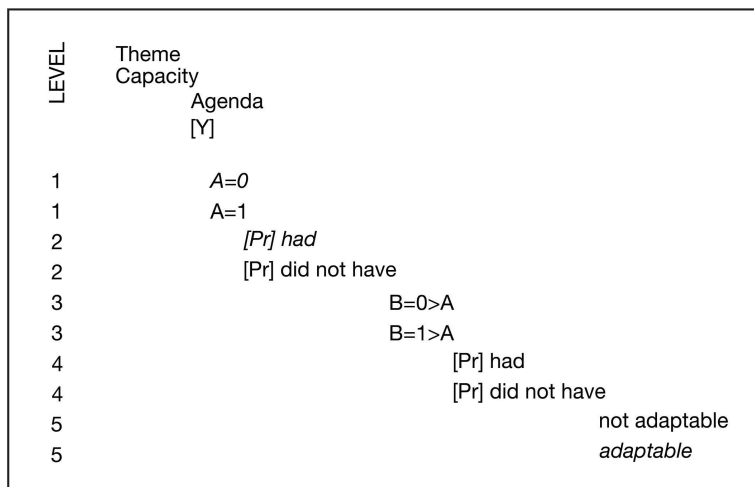 LEVEL
Theme
Capacity
Agenda
[Y]
1 A=0
1 A=1
2 [Pr] had
2 [Pr] did not have
3 B=0>A
3 B=1>A
4 [Pr] had
4 [Pr] did not have
5 not adaptable
5 adaptable